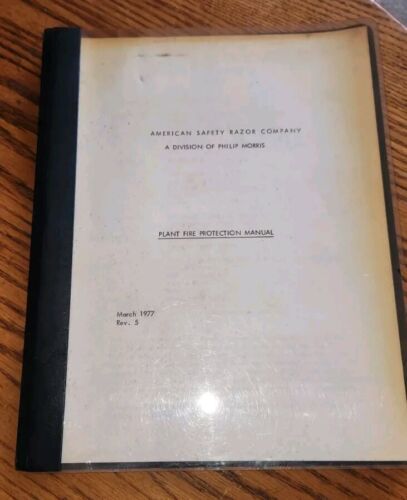 AMERICAN SAFETY RAZOR COMPANY
A DIVISION OF PHILIP MORRIS
PLANT FIRE PROTECTION MANUAL
March 1977
Rev. 5